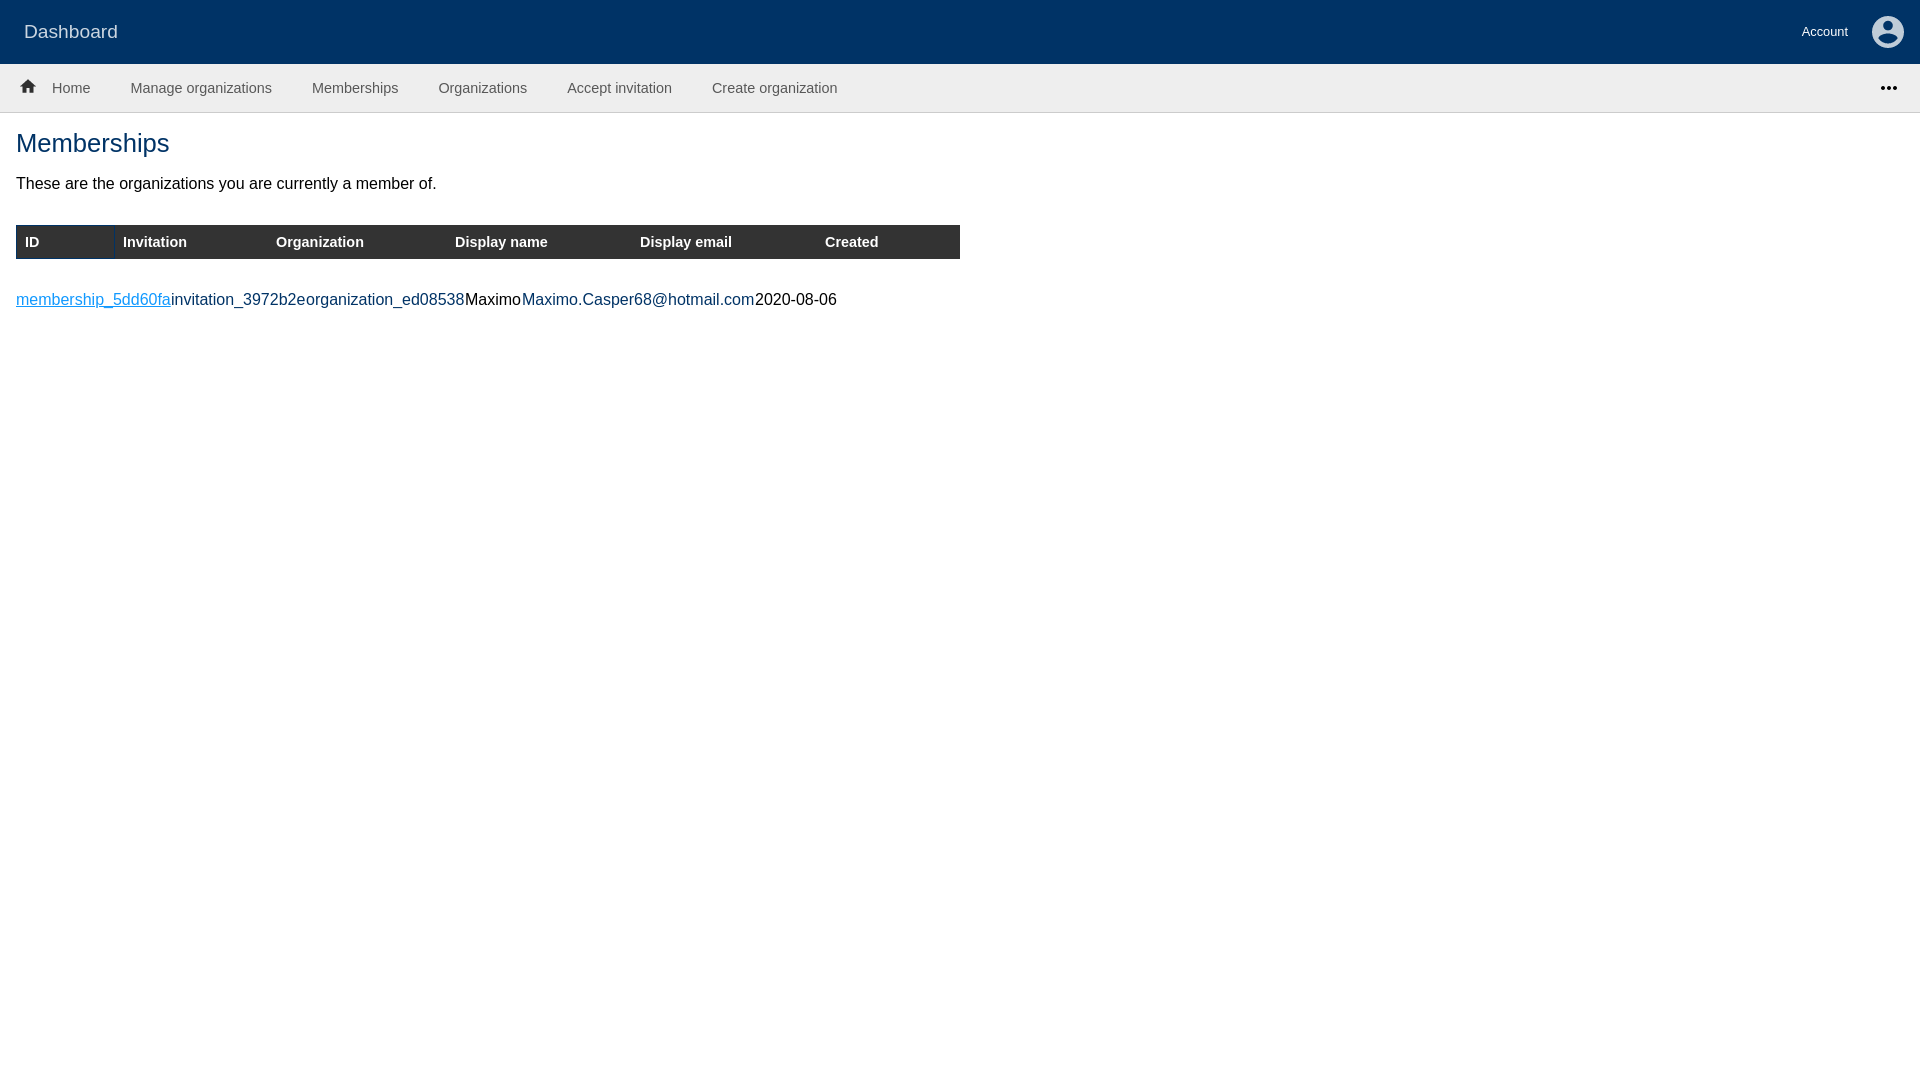 Dashboard
Account
Home Manage organizations Memberships Organizations Accept invitation Create organization
Memberships
These are the organizations you are currently a member of.
ID Invitation Organization Display name Display email Created
membership_5dd60fa invitation_3972b2e organization_ed08538 Maximo Maximo.Casper68@hotmail.com 2020-08-06